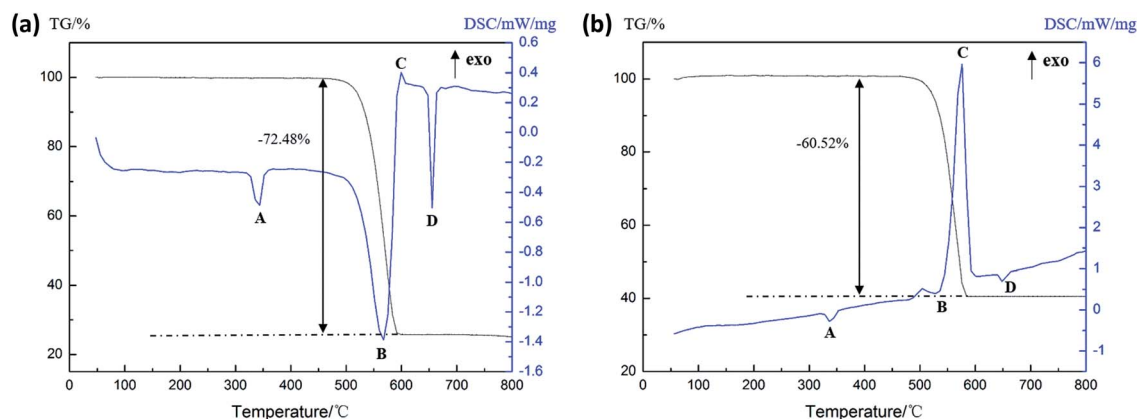 (a) TG/% DSC/mW/mg
0.6
100
0.4
0.2
80
0.0
-0.2
60
-0.4
-0.6
40
-0.8
-1.0
-1.2
20
-1.4
-1.6
exo
-72.48%
A
B
C
D
0 100 200 300 400 500 600 700 800
Temperature/℃
(b) TG/% DSC/mW/mg
100
80
60
40
20
6
5
4
3
2
1
0
-1
exo
-60.52%
A
B
C
D
0 100 200 300 400 500 600 700 800
Temperature/℃